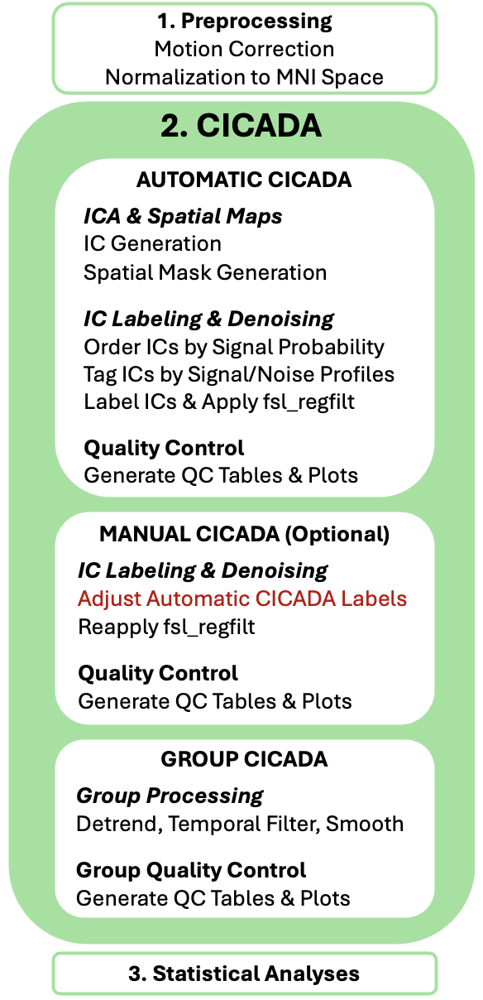 1. Preprocessing
Motion Correction
Normalization to MNI Space
2. CICADA
AUTOMATIC CICADA
ICA & Spatial Maps
IC Generation
Spatial Mask Generation
IC Labeling & Denoising
Order ICs by Signal Probability
Tag ICs by Signal/Noise Profiles
Label ICs & Apply fsl_regfilt
Quality Control
Generate QC Tables & Plots
MANUAL CICADA (Optional)
IC Labeling & Denoising
Adjust Automatic CICADA Labels
Reapply fsl_regfilt
Quality Control
Generate QC Tables & Plots
GROUP CICADA
Group Processing
Detrend, Temporal Filter, Smooth
Group Quality Control
Generate QC Tables & Plots
3. Statistical Analyses